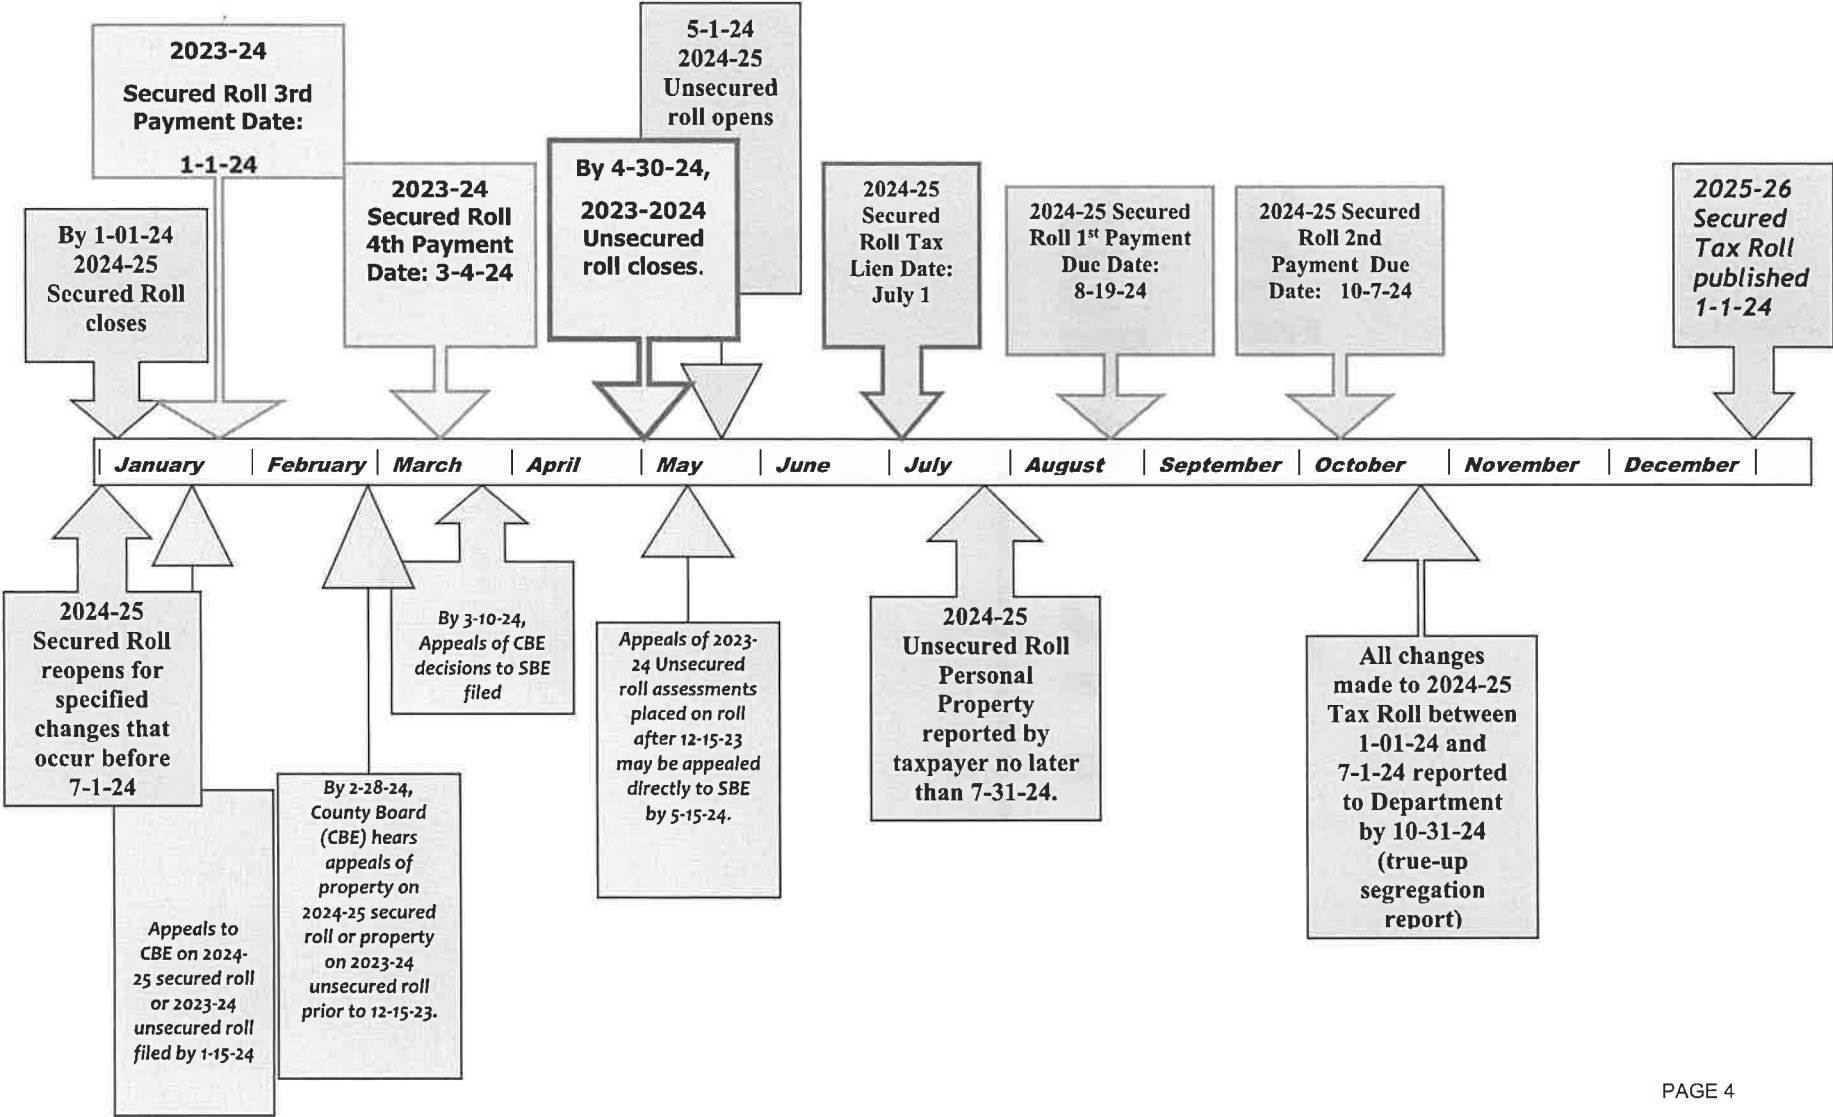 2023-24
Secured Roll 3rd
Payment Date:
1-1-24
5-1-24
2024-25
Unsecured
roll opens
By 1-01-24
2024-25
Secured Roll
closes
2023-24
Secured Roll
4th Payment
Date: 3-4-24
By 4-30-24,
2023-2024
Unsecured
roll closes.
2024-25
Secured
Roll Tax
Lien Date:
July 1
2024-25 Secured
Roll 1st Payment
Due Date:
8-19-24
2024-25 Secured
Roll 2nd
Payment Due
Date: 10-7-24
2025-26
Secured
Tax Roll
published
1-1-24
January February March April May June July August September October November December
2024-25
Secured Roll
reopens for
specified
changes that
occur before
7-1-24
Appeals to
CBE on 2024-
25 secured roll
or 2023-24
unsecured roll
filed by 1-15-24
By 2-28-24,
County Board
(CBE) hears
appeals of
property on
2024-25 secured
roll or property
on 2023-24
unsecured roll
prior to 12-15-23.
By 3-10-24,
Appeals of CBE
decisions to SBE
filed
Appeals of 2023-
24 Unsecured
roll assessments
placed on roll
after 12-15-23
may be appealed
directly to SBE
by 5-15-24.
2024-25
Unsecured Roll
Personal
Property
reported by
taxpayer no later
than 7-31-24.
All changes
made to 2024-25
Tax Roll between
1-01-24 and
7-1-24 reported
to Department
by 10-31-24
(true-up
segregation
report)
PAGE 4